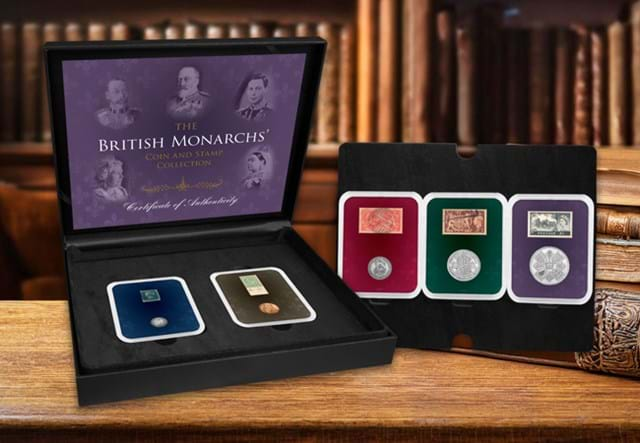 THE
BRITISH MONARCHS'
COIN AND STAMP
COLLECTION
Certificate of Authenticity